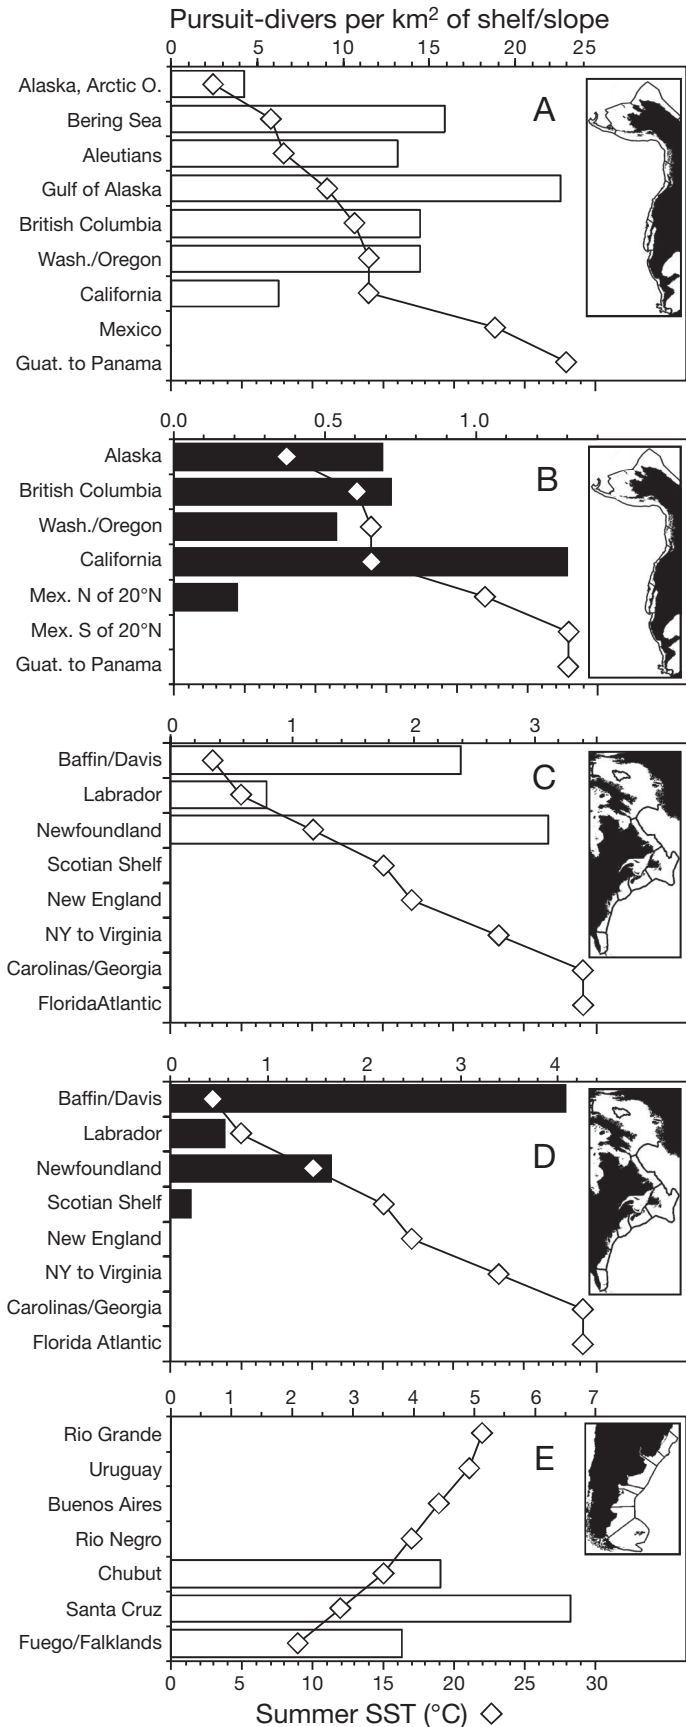 Pursuit-divers per km² of shelf/slope
0 5 10 15 20 25
Alaska, Arctic O.
A
Bering Sea
Aleutians
Gulf of Alaska
British Columbia
Wash./Oregon
California
Mexico
Guat. to Panama
0.0 0.5 1.0
Alaska
B
British Columbia
Wash./Oregon
California
Mex. N of 20°N
Mex. S of 20°N
Guat. to Panama
0 1 2 3
Baffin/Davis
C
Labrador
Newfoundland
Scotian Shelf
New England
NY to Virginia
Carolinas/Georgia
FloridaAtlantic
0 1 2 3 4
Baffin/Davis
Labrador
D
Newfoundland
Scotian Shelf
New England
NY to Virginia
Carolinas/Georgia
Florida Atlantic
0 1 2 3 4 5 6 7
Rio Grande
E
Uruguay
Buenos Aires
Rio Negro
Chubut
Santa Cruz
Fuego/Falklands
0 5 10 15 20 25 30
Summer SST (°C)